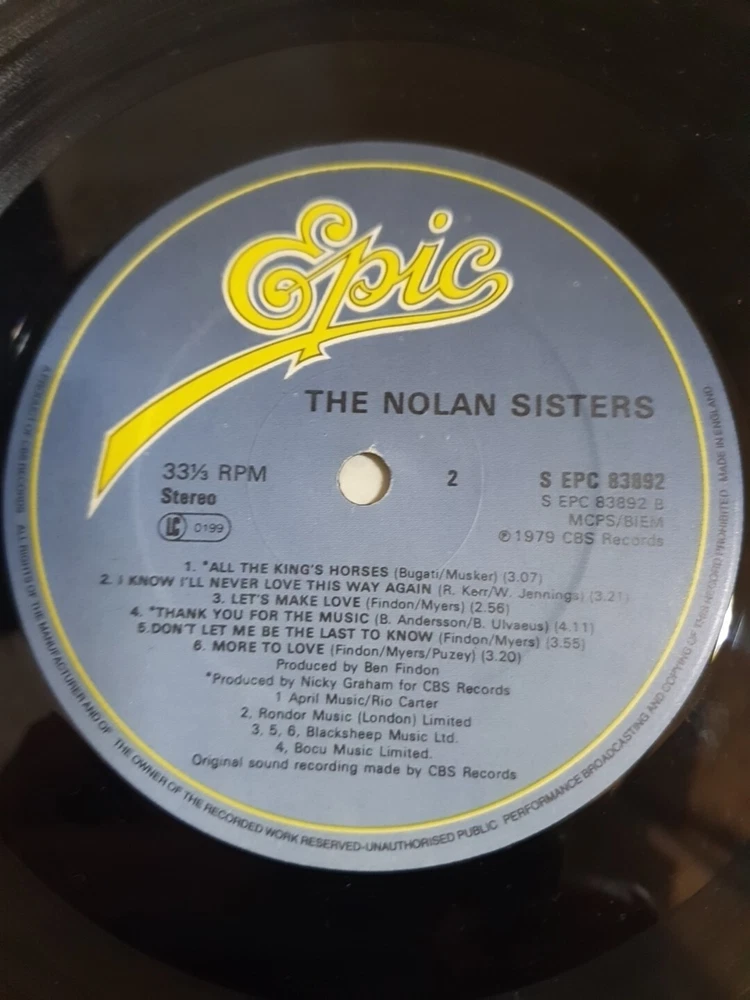 Epic
THE NOLAN SISTERS
33⅓ RPM
Stereo
LC 0199
2
S EPC 83892
S EPC 83892 B
MCPS/BIEM
℗1979 CBS Records
1. *ALL THE KING'S HORSES (Bugati/Musker) (3.07)
2. I KNOW I'LL NEVER LOVE THIS WAY AGAIN (R. Kerr/W. Jennings) (3.21)
3. LET'S MAKE LOVE (Findon/Myers) (2.56)
4. *THANK YOU FOR THE MUSIC (B. Andersson/B. Ulvaeus) (4.11)
5.DON'T LET ME BE THE LAST TO KNOW (Findon/Myers) (3.55)
6. MORE TO LOVE (Findon/Myers/Puzey) (3.20)
Produced by Ben Findon
*Produced by Nicky Graham for CBS Records
1 April Music/Rio Carter
2, Rondor Music (London) Limited
3, 5, 6, Blacksheep Music Ltd.
4, Bocu Music Limited.
Original sound recording made by CBS Records
A PRODUCT OF CBS RECORDS ALL RIGHTS OF THE MANUFACTURER AND OF THE OWNER OF THE RECORDED WORK RESERVED-UNAUTHORISED PUBLIC PERFORMANCE BROADCASTING AND COPYING OF THIS RECORD PROHIBITED MADE IN ENGLAND